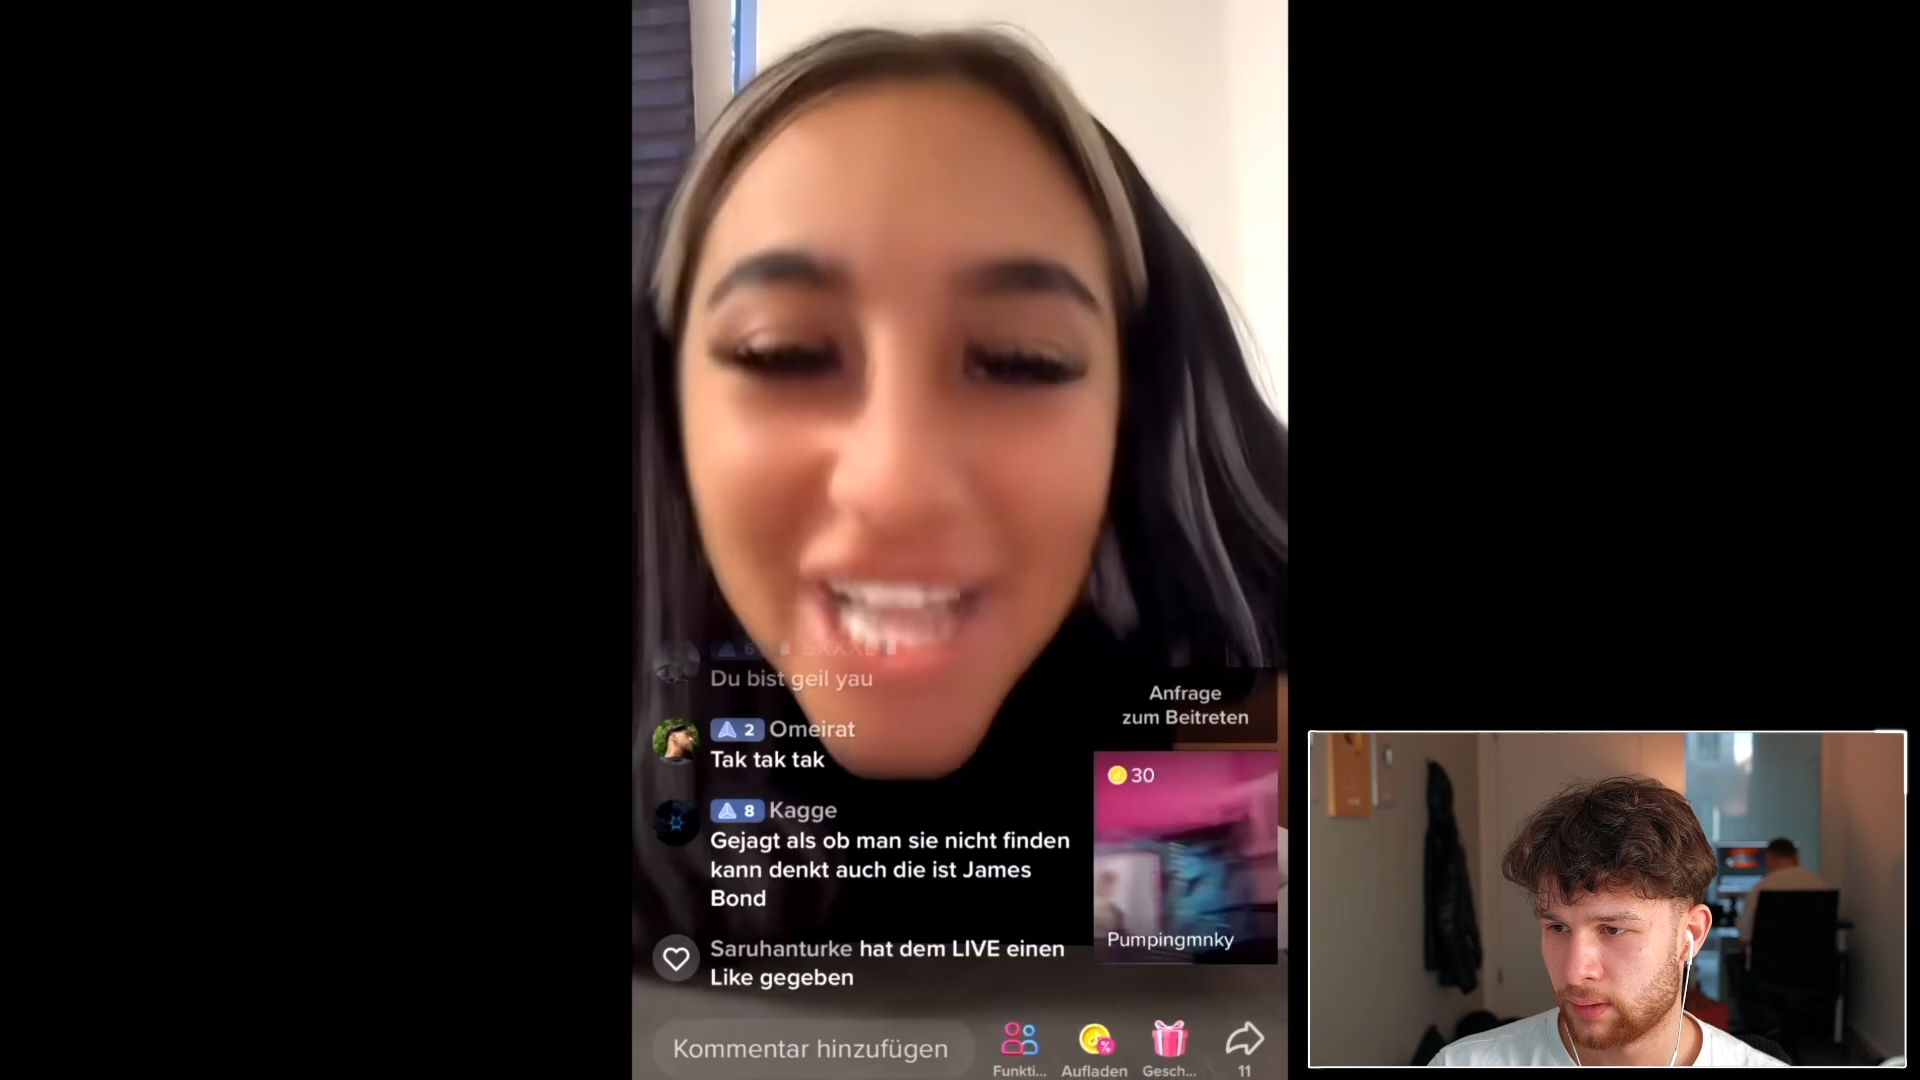 Du bist geil yau
2 Omeirat
Tak tak tak
8 Kagge
Gejagt als ob man sie nicht finden
kann denkt auch die ist James
Bond
Saruhanturke hat dem LIVE einen
Like gegeben
Anfrage
zum Beitreten
30
Pumpingmnky
Kommentar hinzufügen
Funkti...
Aufladen
Gesch...
11